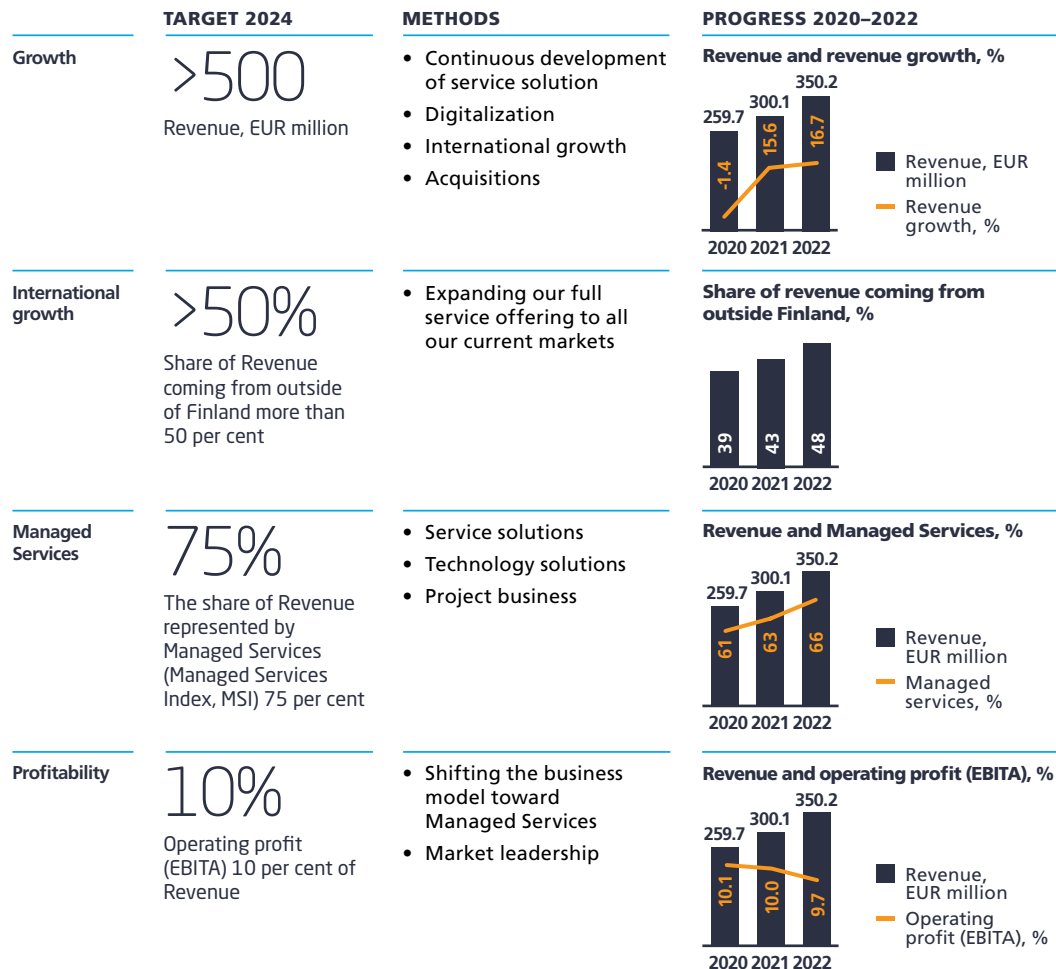 TARGET 2024
METHODS
PROGRESS 2020–2022
Growth
>500
Revenue, EUR million
• Continuous development
of service solution
• Digitalization
• International growth
• Acquisitions
Revenue and revenue growth, %
259.7
300.1
350.2
-1.4
15.6
16.7
2020 2021 2022
Revenue, EUR
million
Revenue
growth, %
International
growth
>50%
Share of Revenue
coming from outside
of Finland more than
50 per cent
• Expanding our full
service offering to all
our current markets
Share of revenue coming from
outside Finland, %
39
43
48
2020 2021 2022
Managed
Services
75%
The share of Revenue
represented by
Managed Services
(Managed Services
Index, MSI) 75 per cent
• Service solutions
• Technology solutions
• Project business
Revenue and Managed Services, %
259.7
300.1
350.2
61
63
66
2020 2021 2022
Revenue,
EUR million
Managed
services, %
Profitability
10%
Operating profit
(EBITA) 10 per cent of
Revenue
• Shifting the business
model toward
Managed Services
• Market leadership
Revenue and operating profit (EBITA), %
259.7
300.1
350.2
10.1
10.0
9.7
2020 2021 2022
Revenue,
EUR million
Operating
profit (EBITA), %